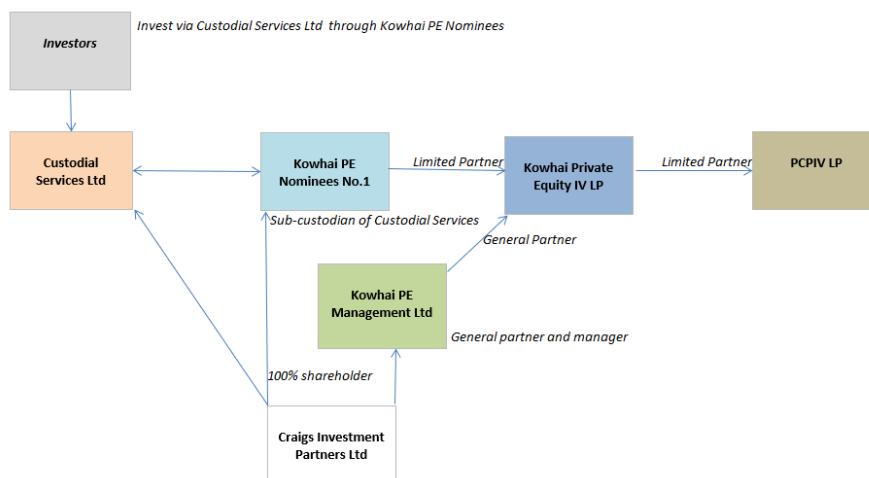 Invest via Custodial Services Ltd through Kowhai PE Nominees
Investors
Custodial
Services Ltd
Kowhai PE
Nominees No.1
Limited Partner
Kowhai Private
Equity IV LP
Limited Partner
PCPIV LP
Sub-custodian of Custodial Services
General Partner
Kowhai PE
Management Ltd
General partner and manager
100% shareholder
Craigs Investment
Partners Ltd